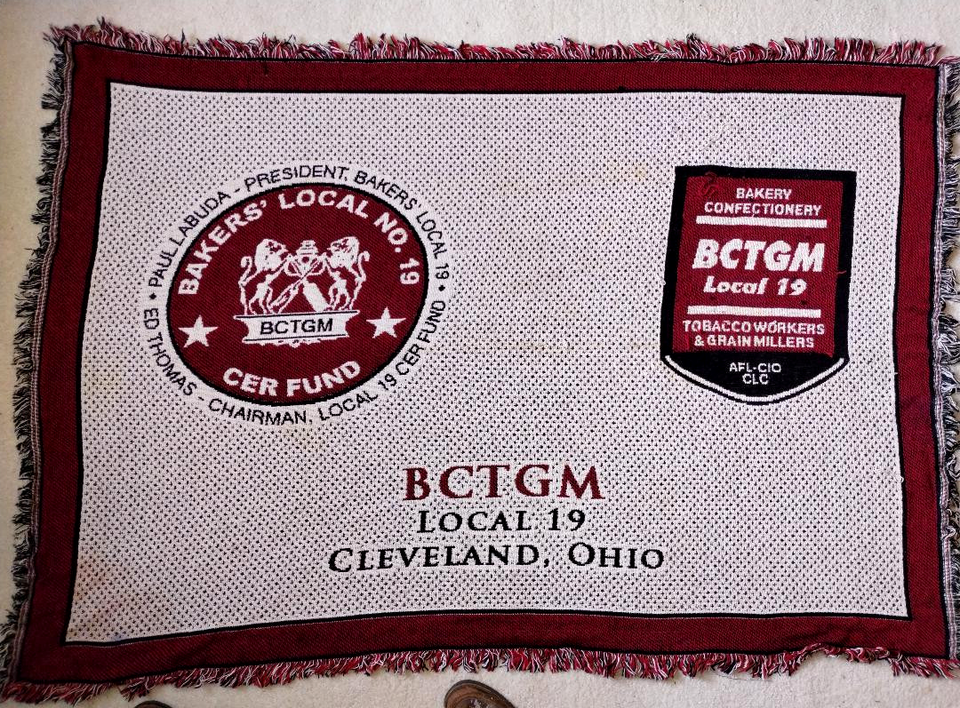 • PAUL LABUDA - PRESIDENT, BAKERS' LOCAL 19 •
ED THOMAS - CHAIRMAN, LOCAL 19 CER FUND
BAKERS' LOCAL NO. 19
BCTGM
CER FUND
BAKERY
CONFECTIONERY
BCTGM
Local 19
TOBACCO WORKERS
& GRAIN MILLERS
AFL-CIO
CLC
BCTGM
LOCAL 19
CLEVELAND, OHIO